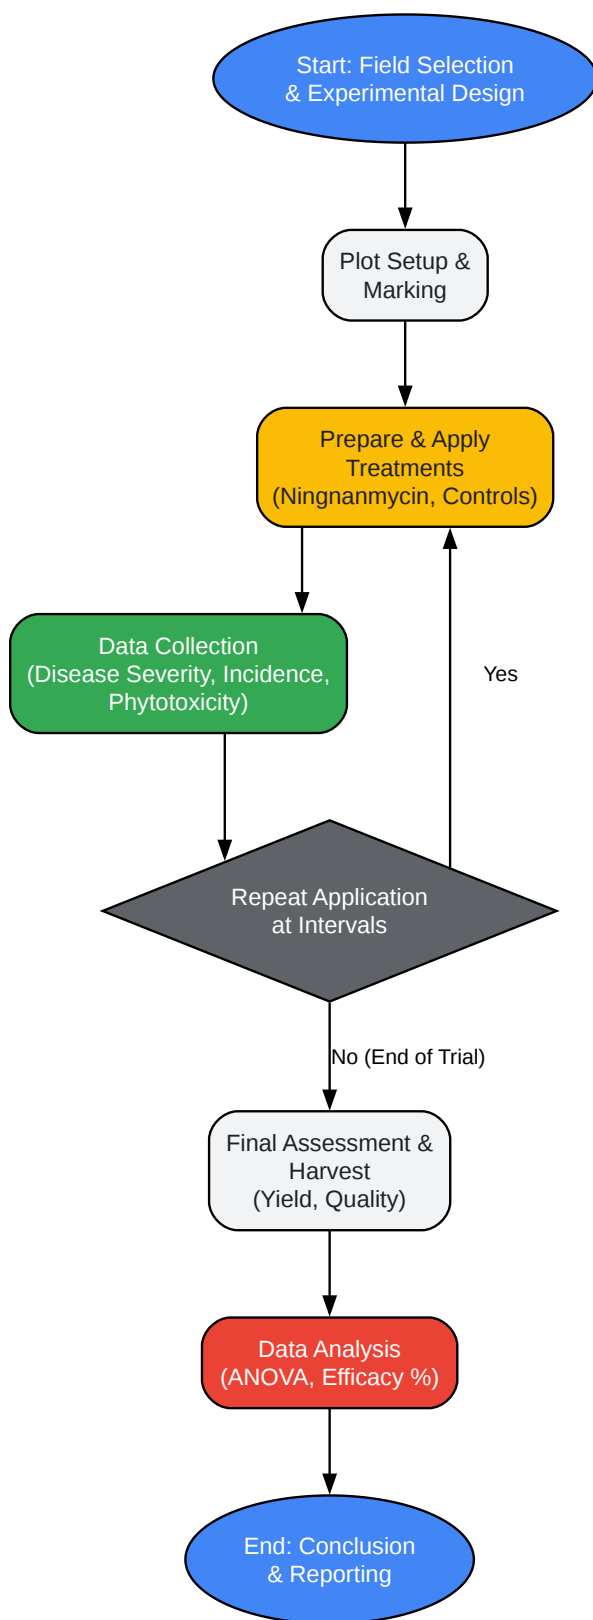 Start: Field Selection
& Experimental Design
Plot Setup &
Marking
Prepare & Apply
Treatments
(Ningnanmycin, Controls)
Data Collection
(Disease Severity, Incidence,
Phytotoxicity)
Yes
Repeat Application
at Intervals
No (End of Trial)
Final Assessment &
Harvest
(Yield, Quality)
Data Analysis
(ANOVA, Efficacy %)
End: Conclusion
& Reporting